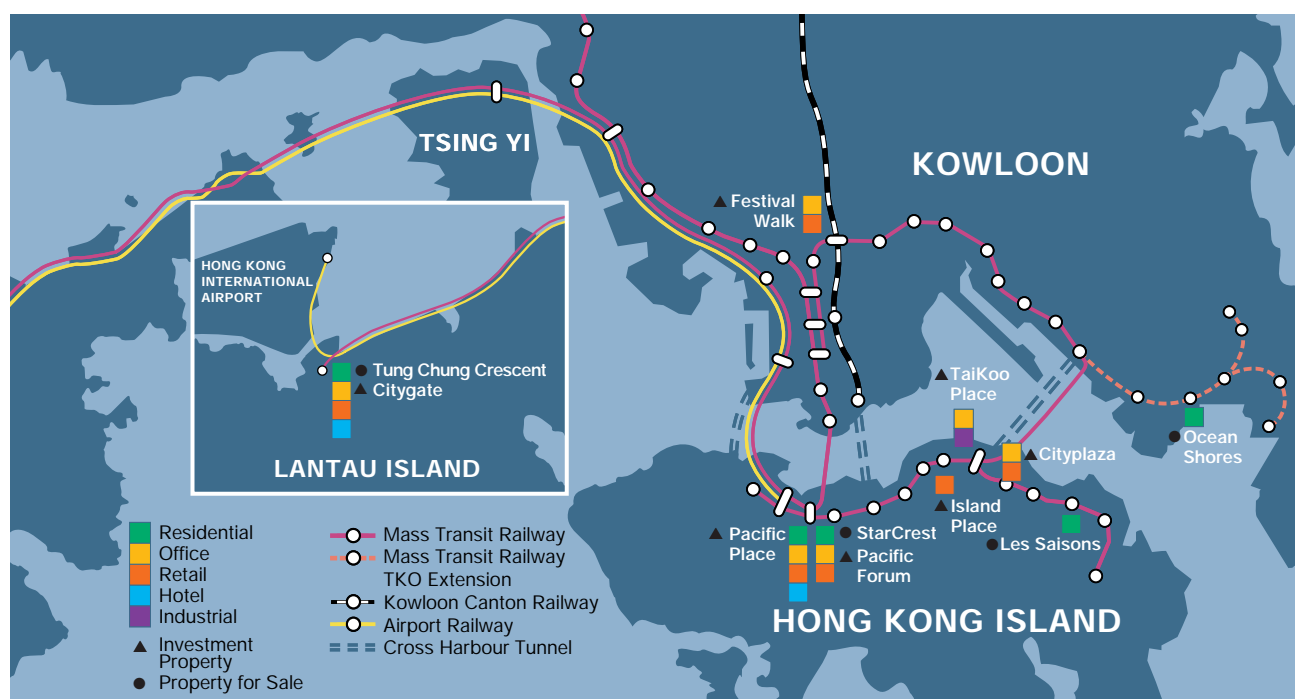 TSING YI
KOWLOON
Festival
Walk
HONG KONG
INTERNATIONAL
AIRPORT
Tung Chung Crescent
Citygate
LANTAU ISLAND
TaiKoo
Place
Ocean
Shores
Cityplaza
Island
Place
Les Saisons
Pacific
Place
StarCrest
Pacific
Forum
HONG KONG ISLAND
Residential
Office
Retail
Hotel
Industrial
Investment
Property
Property for Sale
Mass Transit Railway
Mass Transit Railway
TKO Extension
Kowloon Canton Railway
Airport Railway
Cross Harbour Tunnel